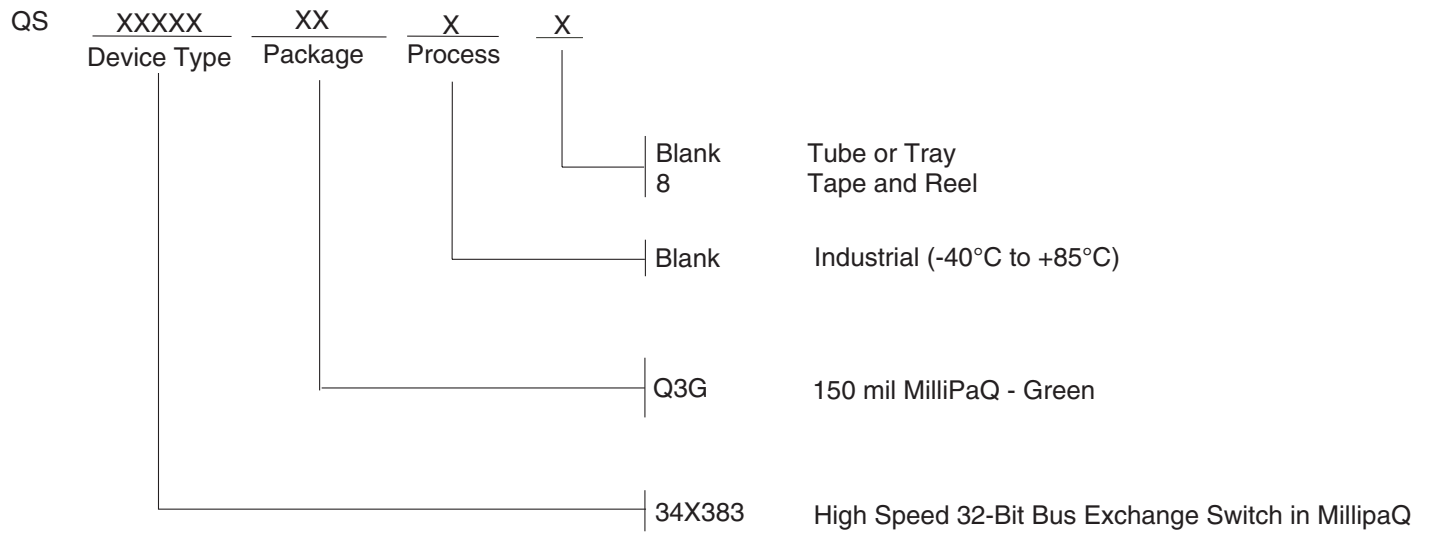 QS XXXXX XX X X
Device Type Package Process
Blank Tube or Tray
8 Tape and Reel
Blank Industrial (-40°C to +85°C)
Q3G 150 mil MilliPaQ - Green
34X383 High Speed 32-Bit Bus Exchange Switch in MillipaQ